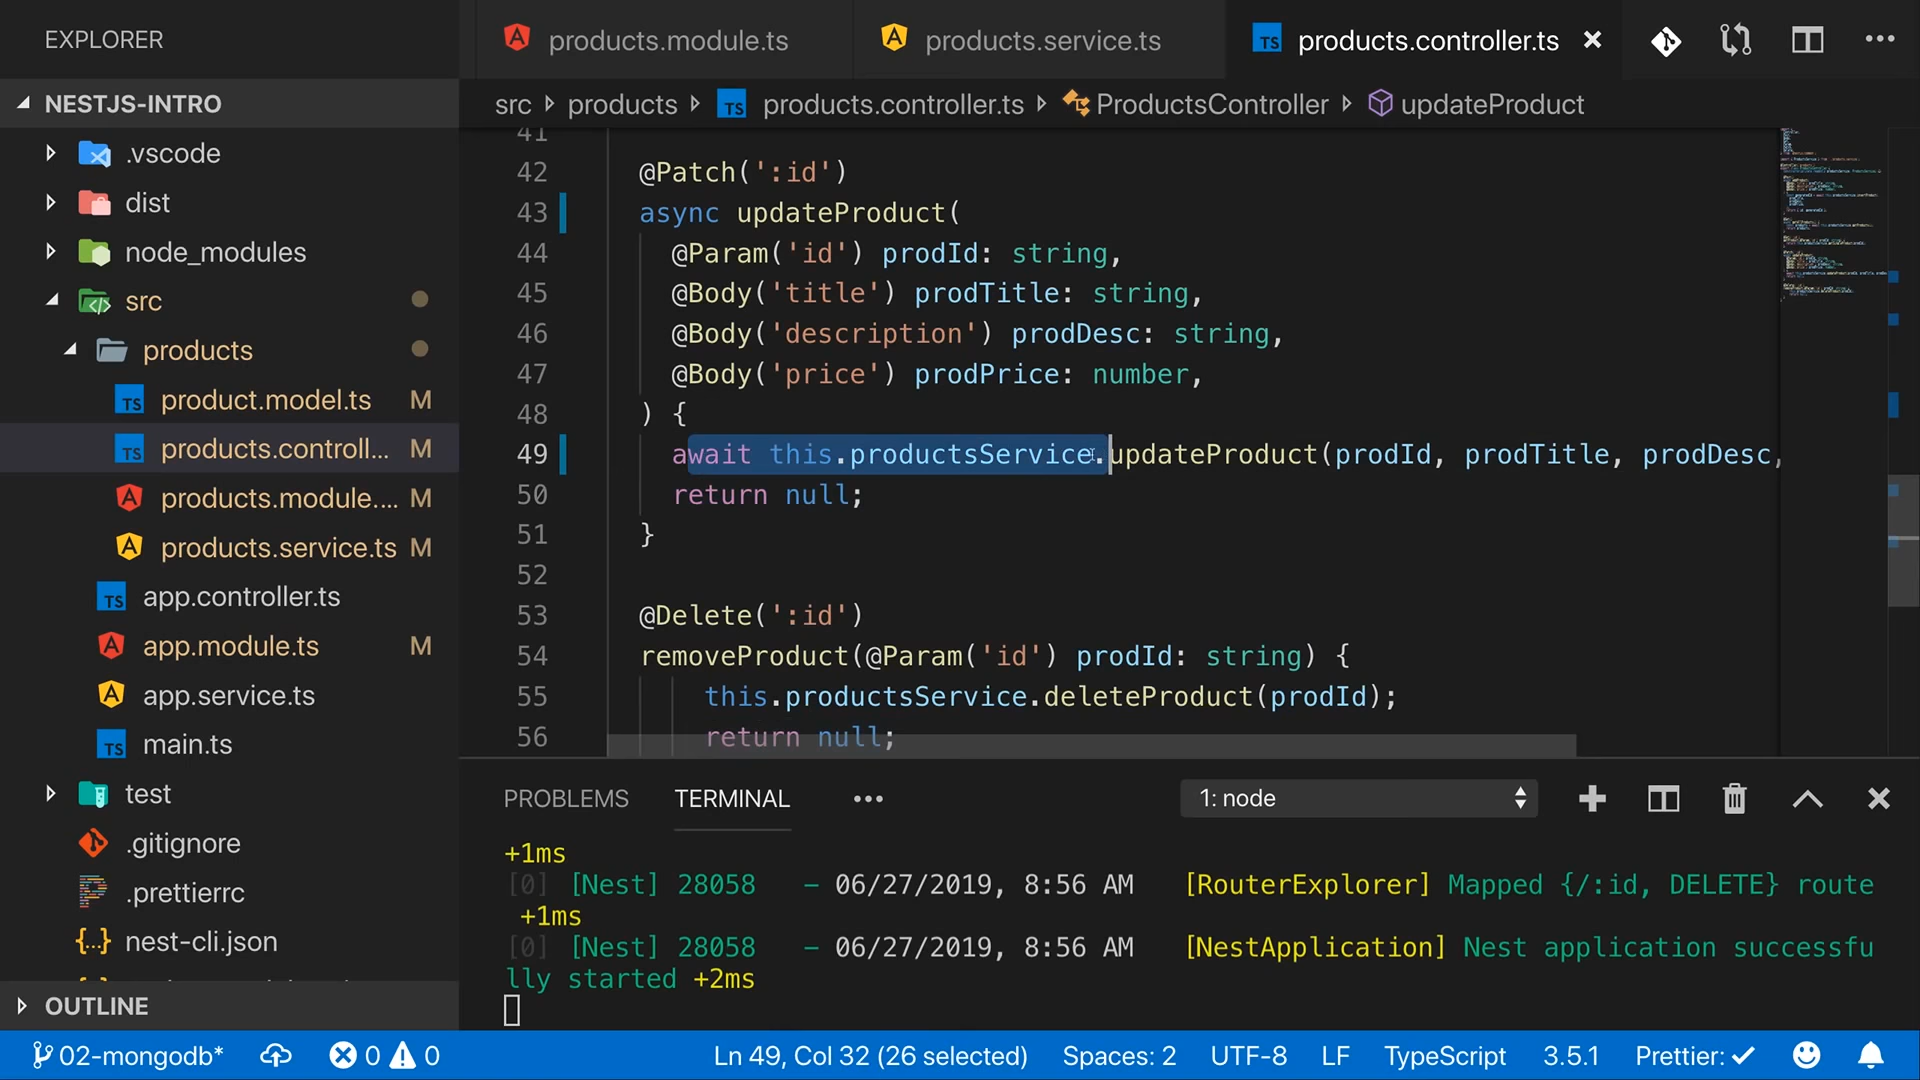 EXPLORER
products.module.ts
products.service.ts
TS products.controller.ts
NESTJS-INTRO
src products TS products.controller.ts ProductsController updateProduct
.vscode
dist
node_modules
src
products
TS product.model.ts M
TS products.controll... M
products.module.... M
products.service.ts M
TS app.controller.ts
app.module.ts M
app.service.ts
TS main.ts
test
.gitignore
.prettierrc
{..} nest-cli.json
OUTLINE
41
42 @Patch(':id')
43 async updateProduct(
44 @Param('id') prodId: string,
45 @Body('title') prodTitle: string,
46 @Body('description') prodDesc: string,
47 @Body('price') prodPrice: number,
48 ) {
49 await this.productsService.updateProduct(prodId, prodTitle, prodDesc,
50 return null;
51 }
52
53 @Delete(':id')
54 removeProduct(@Param('id') prodId: string) {
55 this.productsService.deleteProduct(prodId);
56 return null;
PROBLEMS TERMINAL ... 1: node
+1ms
[0] [Nest] 28058 - 06/27/2019, 8:56 AM [RouterExplorer] Mapped {/:id, DELETE} route
+1ms
[0] [Nest] 28058 - 06/27/2019, 8:56 AM [NestApplication] Nest application successfu
lly started +2ms
02-mongodb* 0 0 Ln 49, Col 32 (26 selected) Spaces: 2 UTF-8 LF TypeScript 3.5.1 Prettier: ✓